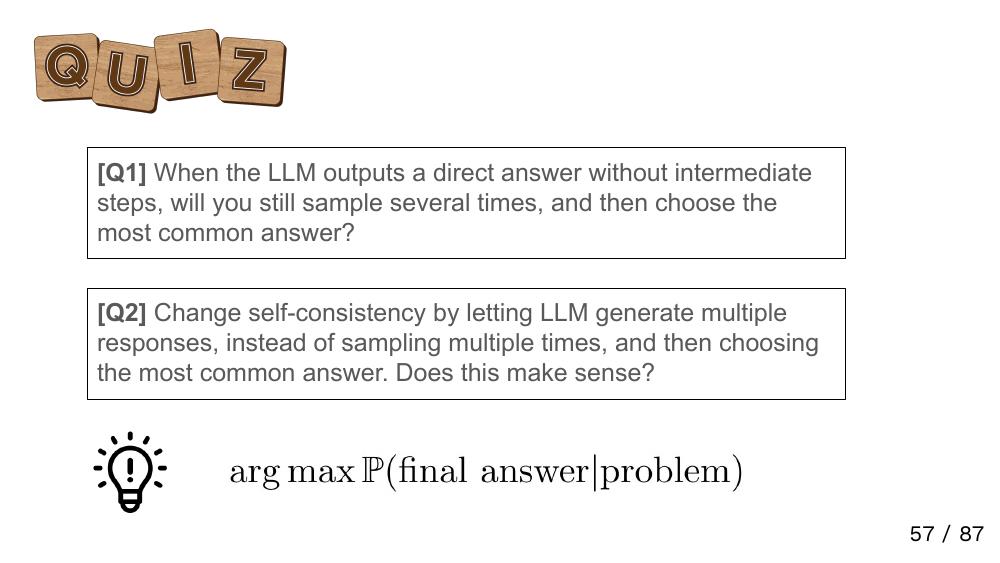 QUIZ
[Q1] When the LLM outputs a direct answer without intermediate
steps, will you still sample several times, and then choose the
most common answer?
[Q2] Change self-consistency by letting LLM generate multiple
responses, instead of sampling multiple times, and then choosing
the most common answer. Does this make sense?
arg max ℙ(final answer|problem)
57 / 87